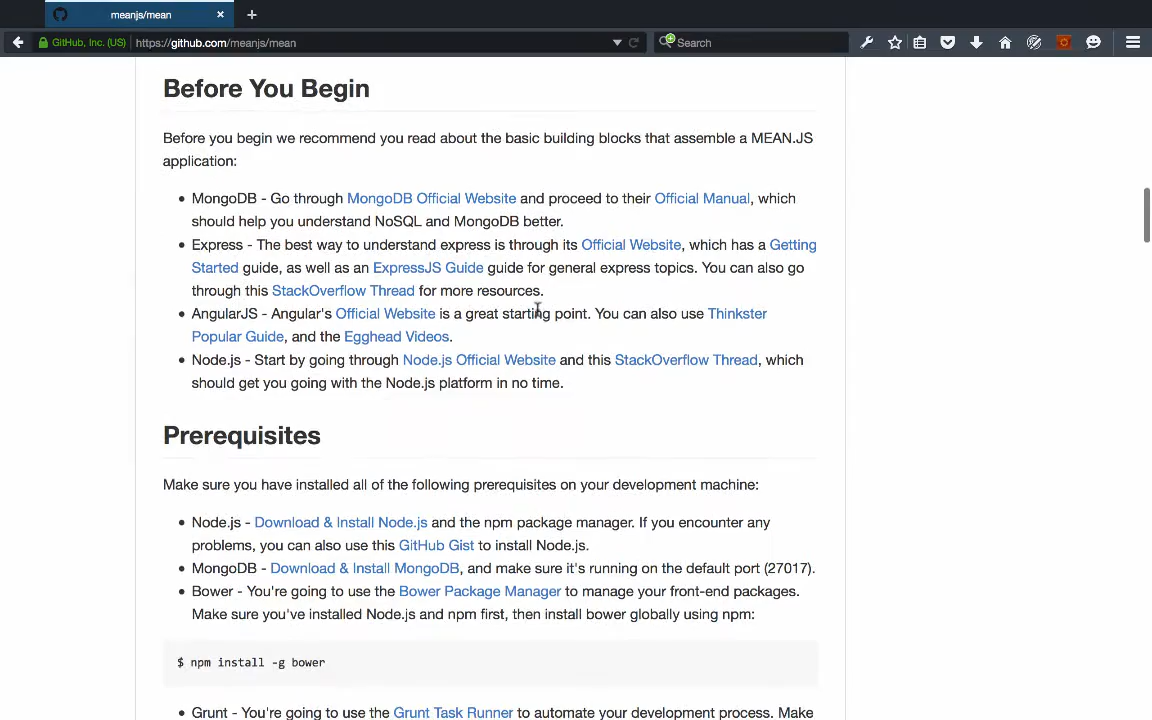 meanjs/mean
GitHub, Inc. (US)
https://github.com/meanjs/mean
Search
Before You Begin
Before you begin we recommend you read about the basic building blocks that assemble a MEAN.JS
application:
• MongoDB - Go through MongoDB Official Website and proceed to their Official Manual, which
should help you understand NoSQL and MongoDB better.
• Express - The best way to understand express is through its Official Website, which has a Getting
Started guide, as well as an ExpressJS Guide guide for general express topics. You can also go
through this StackOverflow Thread for more resources.
• AngularJS - Angular's Official Website is a great starting point. You can also use Thinkster
Popular Guide, and the Egghead Videos.
• Node.js - Start by going through Node.js Official Website and this StackOverflow Thread, which
should get you going with the Node.js platform in no time.
Prerequisites
Make sure you have installed all of the following prerequisites on your development machine:
• Node.js - Download & Install Node.js and the npm package manager. If you encounter any
problems, you can also use this GitHub Gist to install Node.js.
• MongoDB - Download & Install MongoDB, and make sure it's running on the default port (27017).
• Bower - You're going to use the Bower Package Manager to manage your front-end packages.
Make sure you've installed Node.js and npm first, then install bower globally using npm:
$ npm install -g bower
• Grunt - You're going to use the Grunt Task Runner to automate your development process. Make